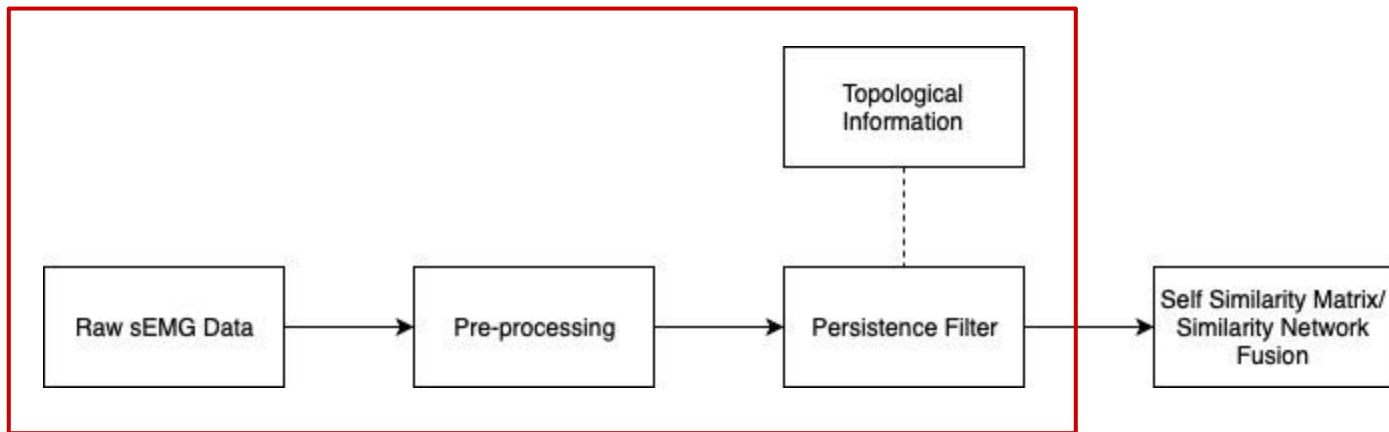 Topological
Information
Raw sEMG Data
Pre-processing
Persistence Filter
Self Similarity Matrix/
Similarity Network
Fusion